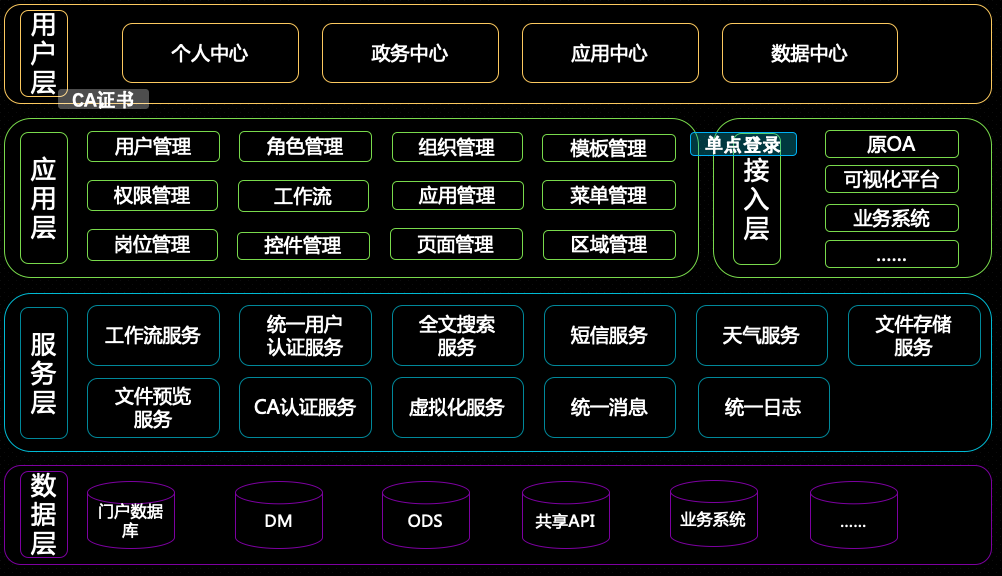 用户层
个人中心
政务中心
应用中心
数据中心
CA证书
应用层
用户管理
角色管理
组织管理
模板管理
权限管理
工作流
应用管理
菜单管理
岗位管理
控件管理
页面管理
区域管理
单点登录
接入层
原OA
可视化平台
业务系统
......
服务层
工作流服务
统一用户
认证服务
全文搜索
服务
短信服务
天气服务
文件存储
服务
文件预览
服务
CA认证服务
虚拟化服务
统一消息
统一日志
数据层
门户数据
库
DM
ODS
共享API
业务系统
......